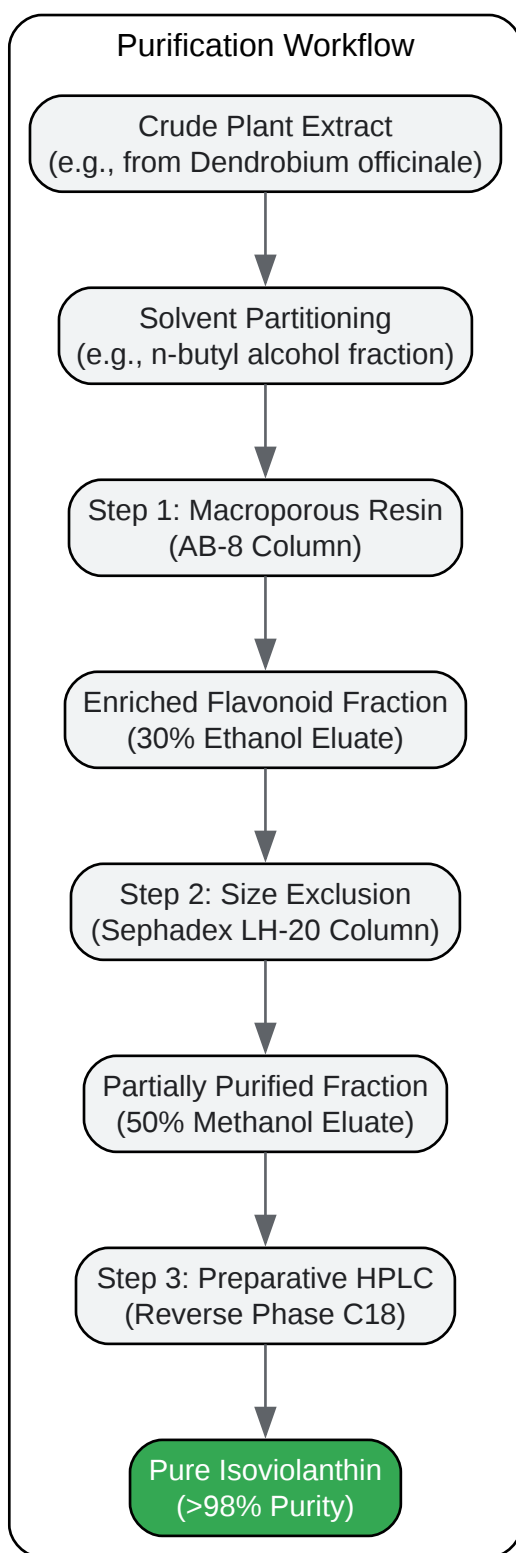 Purification Workflow
Crude Plant Extract
(e.g., from Dendrobium officinale)
Solvent Partitioning
(e.g., n-butyl alcohol fraction)
Step 1: Macroporous Resin
(AB-8 Column)
Enriched Flavonoid Fraction
(30% Ethanol Eluate)
Step 2: Size Exclusion
(Sephadex LH-20 Column)
Partially Purified Fraction
(50% Methanol Eluate)
Step 3: Preparative HPLC
(Reverse Phase C18)
Pure Isoviolanthin
(>98% Purity)